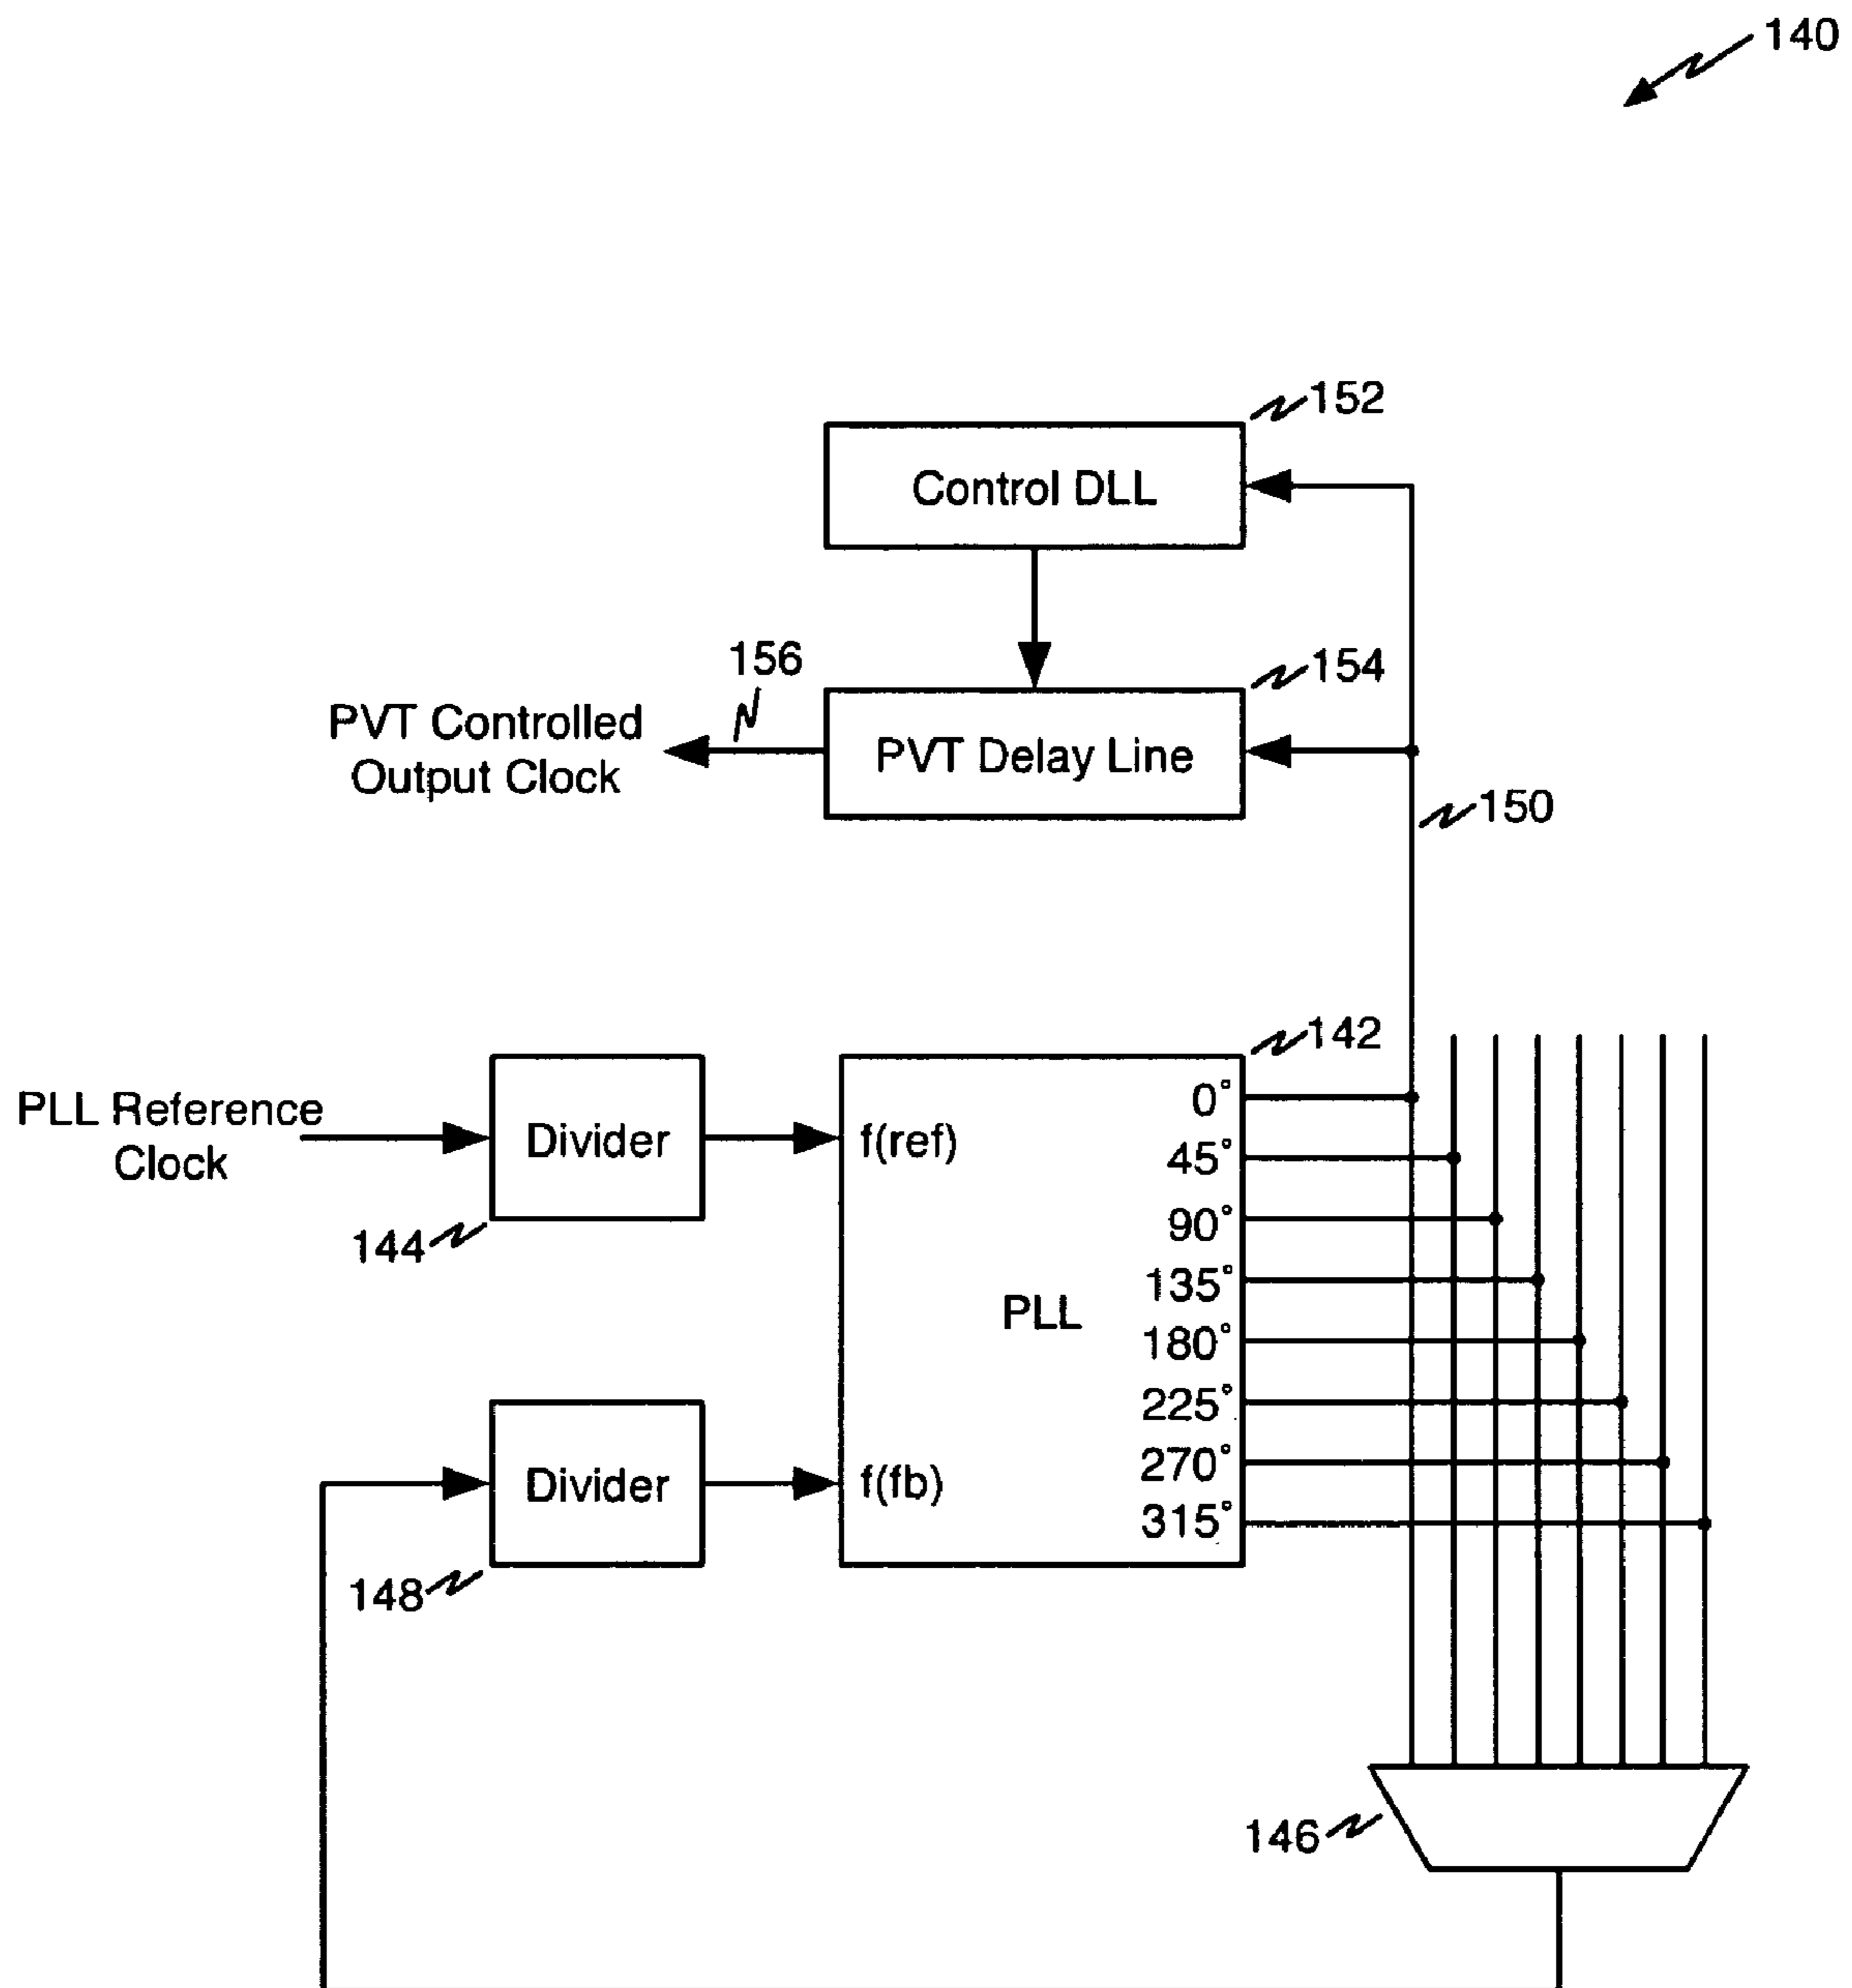 140
152
Control DLL
156
154
PVT Controlled
Output Clock
PVT Delay Line
150
142
0°
PLL Reference
Clock
Divider
f(ref)
45°
144
90°
135°
PLL
180°
225°
Divider
f(fb)
270°
315°
148
146